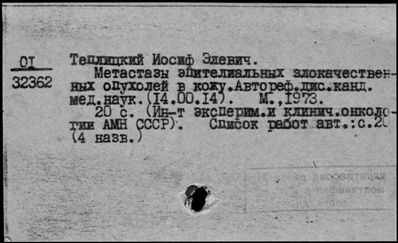 ОI
32362
Теплицкий Иосиф Элевич.
Метастазы эпителиальных злокачествен-
ных опухолей в кожу.Автореф.дис.канд.
мед.наук.(14.00.14). М.,1973.
20 с. (Ин-т эксперим.и клинич.онколо-
гии АМН СССР). Список работ авт.:с.20
(4 назв.)